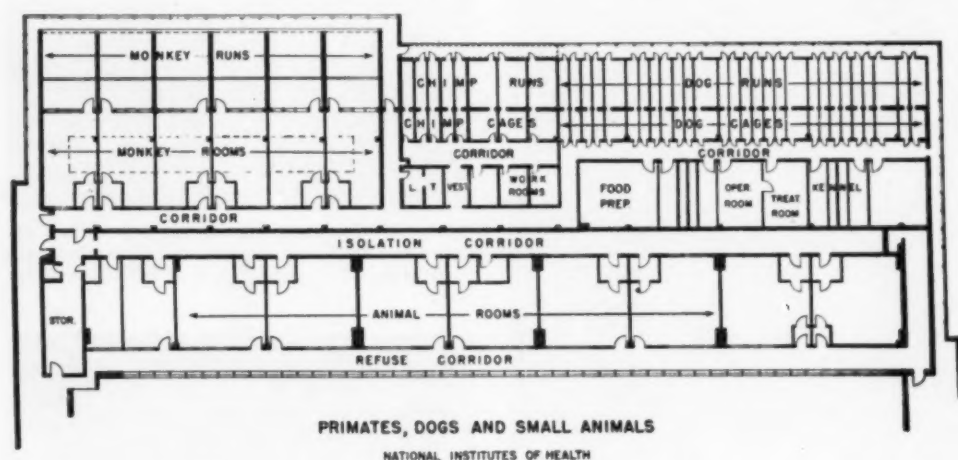 MONKEY RUNS
CHIMP RUNS
DOG RUNS
CHIMP CAGES
DOG CAGES
MONKEY ROOMS
CORRIDOR
CORRIDOR
L. T. VEST.
WORK
ROOMS
FOOD
PREP
OPER.
ROOM
TREAT.
ROOM
KENNEL
CORRIDOR
ISOLATION CORRIDOR
STOR.
ANIMAL ROOMS
REFUSE CORRIDOR
PRIMATES, DOGS AND SMALL ANIMALS
NATIONAL INSTITUTES OF HEALTH